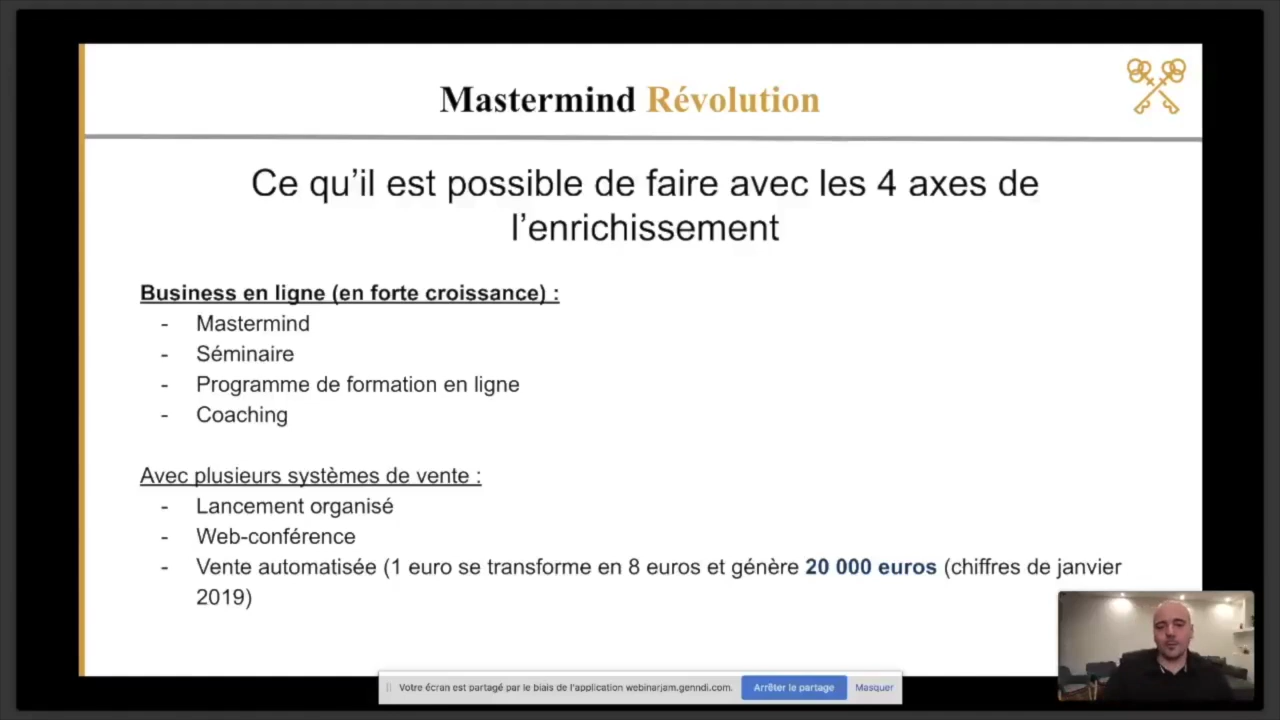 Mastermind Révolution
Ce qu’il est possible de faire avec les 4 axes de
l’enrichissement
Business en ligne (en forte croissance) :
- Mastermind
- Séminaire
- Programme de formation en ligne
- Coaching
Avec plusieurs systèmes de vente :
- Lancement organisé
- Web-conférence
- Vente automatisée (1 euro se transforme en 8 euros et génère 20 000 euros (chiffres de janvier
2019)
Votre écran est partagé par le biais de l'application webinarjam.genndi.com. Arrêter le partage Masquer